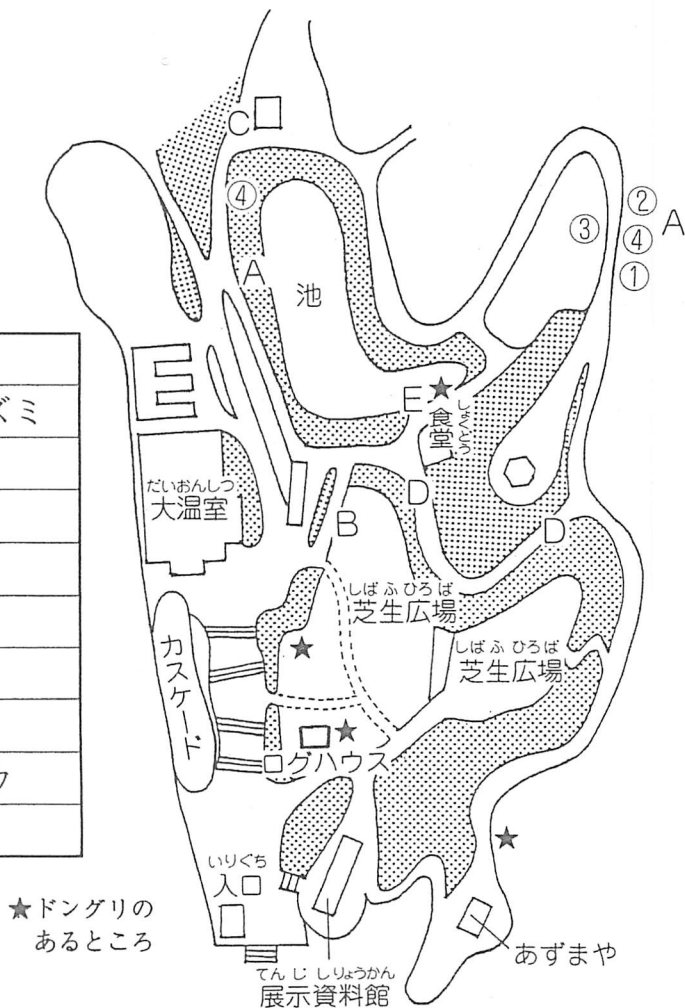 C
④
②
③
④
A
①
A
池
ズミ
E
★
食堂
しょくどう
だいおんしつ
大温室
D
B
D
しばふひろば
芝生広場
しばふひろば
芝生広場
カスケード
★
★
ログハウス
★
いりぐち
入口
★ドングリの
あるところ
あずまや
てんじしりょうかん
展示資料館